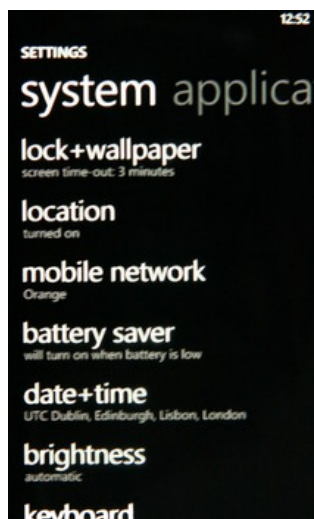 12:52
SETTINGS
system applica
lock+wallpaper
screen time-out: 3 minutes
location
turned on
mobile network
Orange
battery saver
will turn on when battery is low
date+time
UTC Dublin, Edinburgh, Lisbon, London
brightness
automatic
keyboard